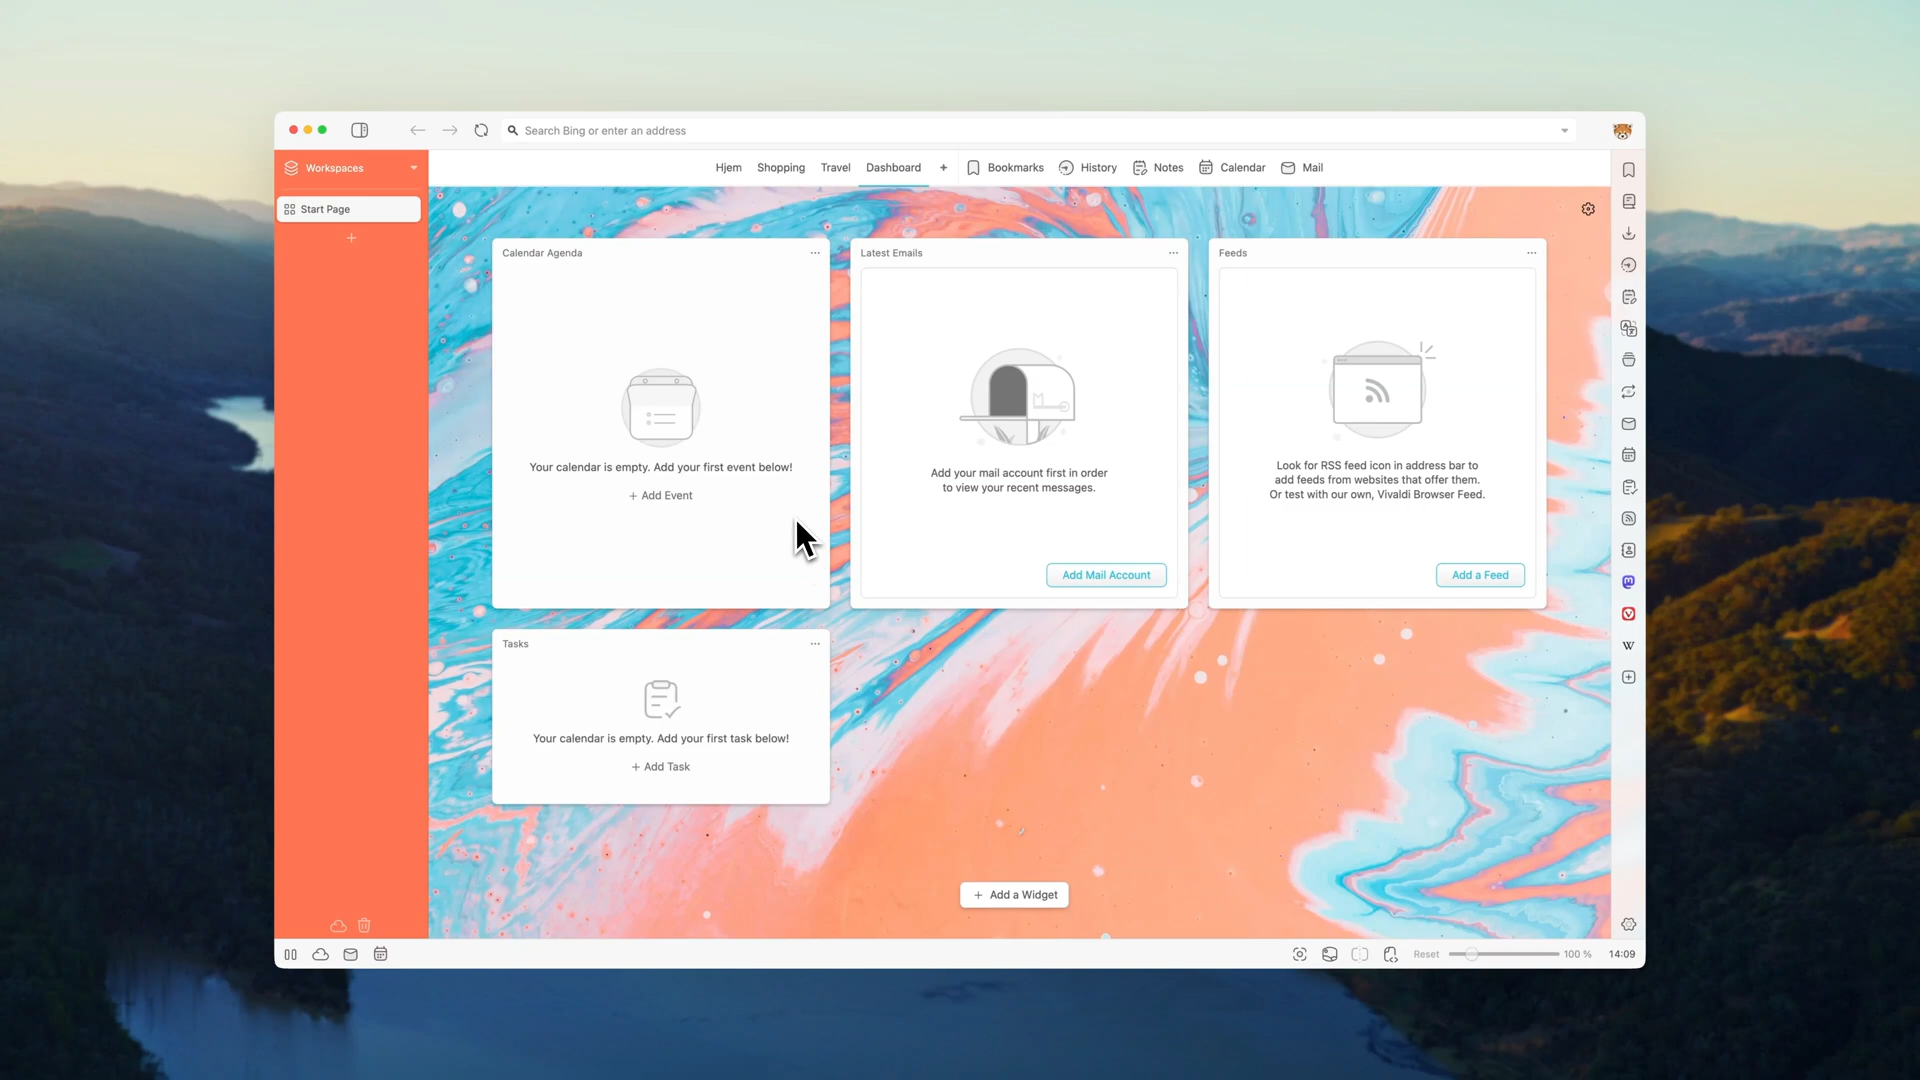 Search Bing or enter an address
Workspaces
Hjem Shopping Travel Dashboard + Bookmarks History Notes Calendar Mail
Start Page
Calendar Agenda
Your calendar is empty. Add your first event below!
+ Add Event
Latest Emails
Add your mail account first in order
to view your recent messages.
Add Mail Account
Feeds
Look for RSS feed icon in address bar to
add feeds from websites that offer them.
Or test with our own, Vivaldi Browser Feed.
Add a Feed
Tasks
Your calendar is empty. Add your first task below!
+ Add Task
+ Add a Widget
W
Reset 100 % 14:09